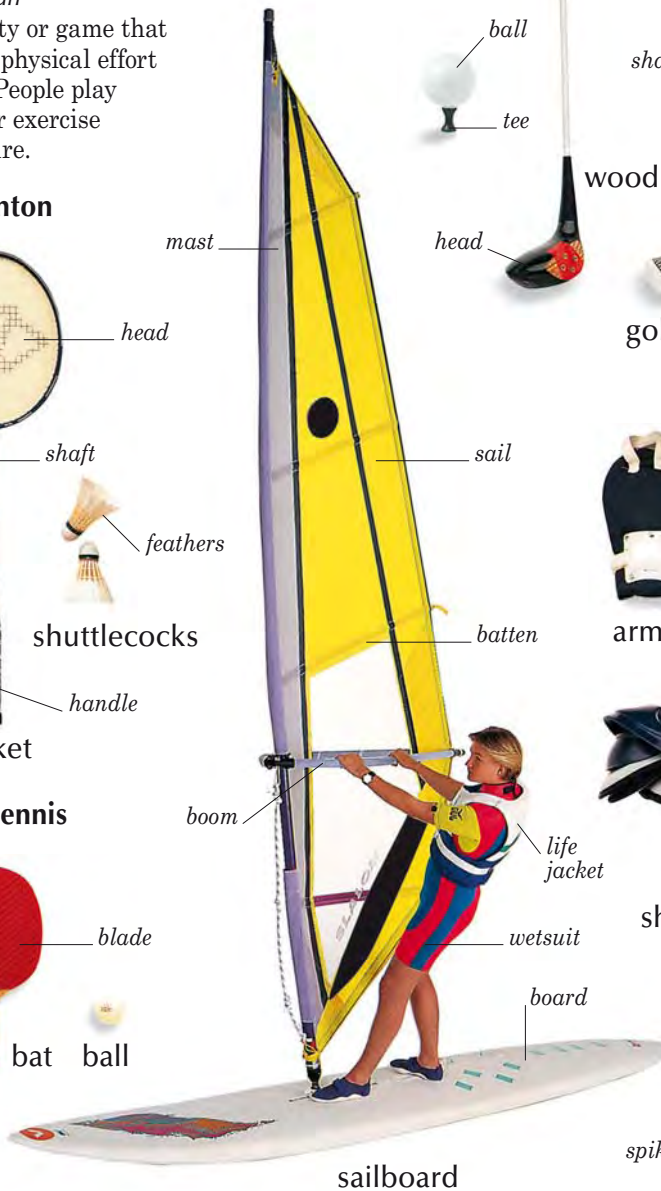 ty or game that
physical effort
People play
r exercise
re.
ball
tee
sha
wood
head
go
nton
head
shaft
feathers
shuttlecocks
handle
ket
mast
sail
batten
boom
life
jacket
wetsuit
board
sailboard
arm
sh
spik
ennis
blade
bat
ball